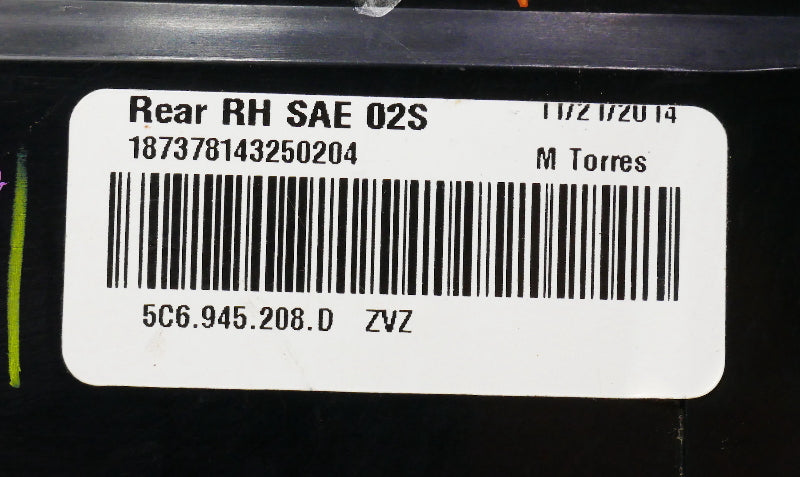 Rear RH SAE 02S 11/21/2014
187378143250204 M Torres
5C6.945.208.D ZVZ